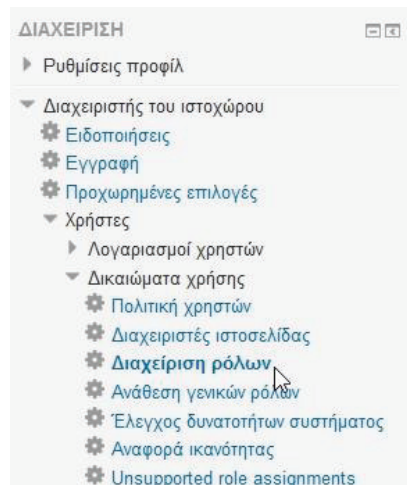 ΔΙΑΧΕΙΡΙΣΗ
Ρυθμίσεις προφίλ
Διαχειριστής του ιστοχώρου
Ειδοποιήσεις
Εγγραφή
Προχωρημένες επιλογές
Χρήστες
Λογαριασμοί χρηστών
Δικαιώματα χρήσης
Πολιτική χρηστών
Διαχειριστές ιστοσελίδας
Διαχείριση ρόλων
Ανάθεση γενικών ρόλων
Έλεγχος δυνατοτήτων συστήματος
Αναφορά ικανότητας
Unsupported role assignments